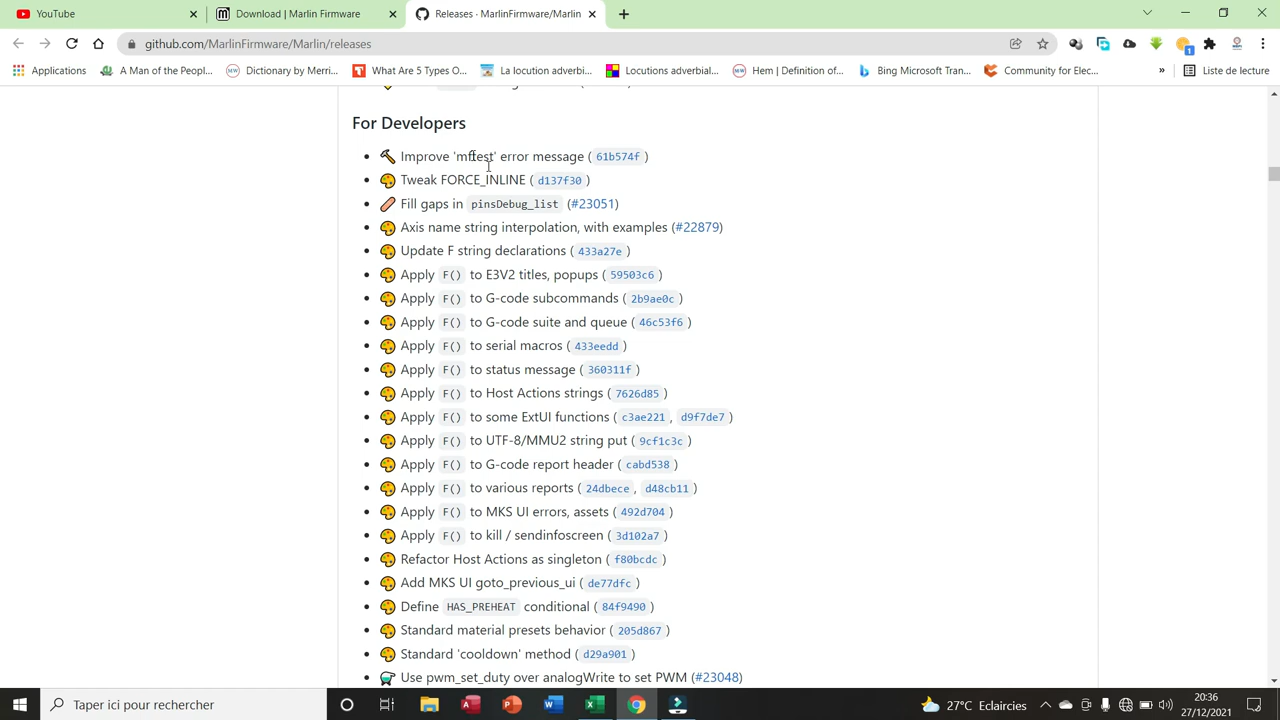 YouTube
Download | Marlin Firmware
Releases · MarlinFirmware/Marlin
github.com/MarlinFirmware/Marlin/releases
Applications
A Man of the Peopl...
Dictionary by Merri...
What Are 5 Types O...
La locution adverbi...
Locutions adverbial...
Hem | Definition of...
Bing Microsoft Tran...
Community for Elec...
»
Liste de lecture
For Developers
Improve 'mftest' error message ( 61b574f )
Tweak FORCE_INLINE ( d137f30 )
Fill gaps in pinsDebug_list (#23051)
Axis name string interpolation, with examples (#22879)
Update F string declarations ( 433a27e )
Apply F() to E3V2 titles, popups ( 59503c6 )
Apply F() to G-code subcommands ( 2b9ae0c )
Apply F() to G-code suite and queue ( 46c53f6 )
Apply F() to serial macros ( 433eedd )
Apply F() to status message ( 360311f )
Apply F() to Host Actions strings ( 7626d85 )
Apply F() to some ExtUI functions ( c3ae221 , d9f7de7 )
Apply F() to UTF-8/MMU2 string put ( 9cf1c3c )
Apply F() to G-code report header ( cabd538 )
Apply F() to various reports ( 24dbece , d48cb11 )
Apply F() to MKS UI errors, assets ( 492d704 )
Apply F() to kill / sendinfoscreen ( 3d102a7 )
Refactor Host Actions as singleton ( f80bcdc )
Add MKS UI goto_previous_ui ( de77dfc )
Define HAS_PREHEAT conditional ( 84f9490 )
Standard material presets behavior ( 205d867 )
Standard 'cooldown' method ( d29a901 )
Use pwm_set_duty over analogWrite to set PWM (#23048)
Taper ici pour rechercher
27°C Eclaircies
20:36
27/12/2021